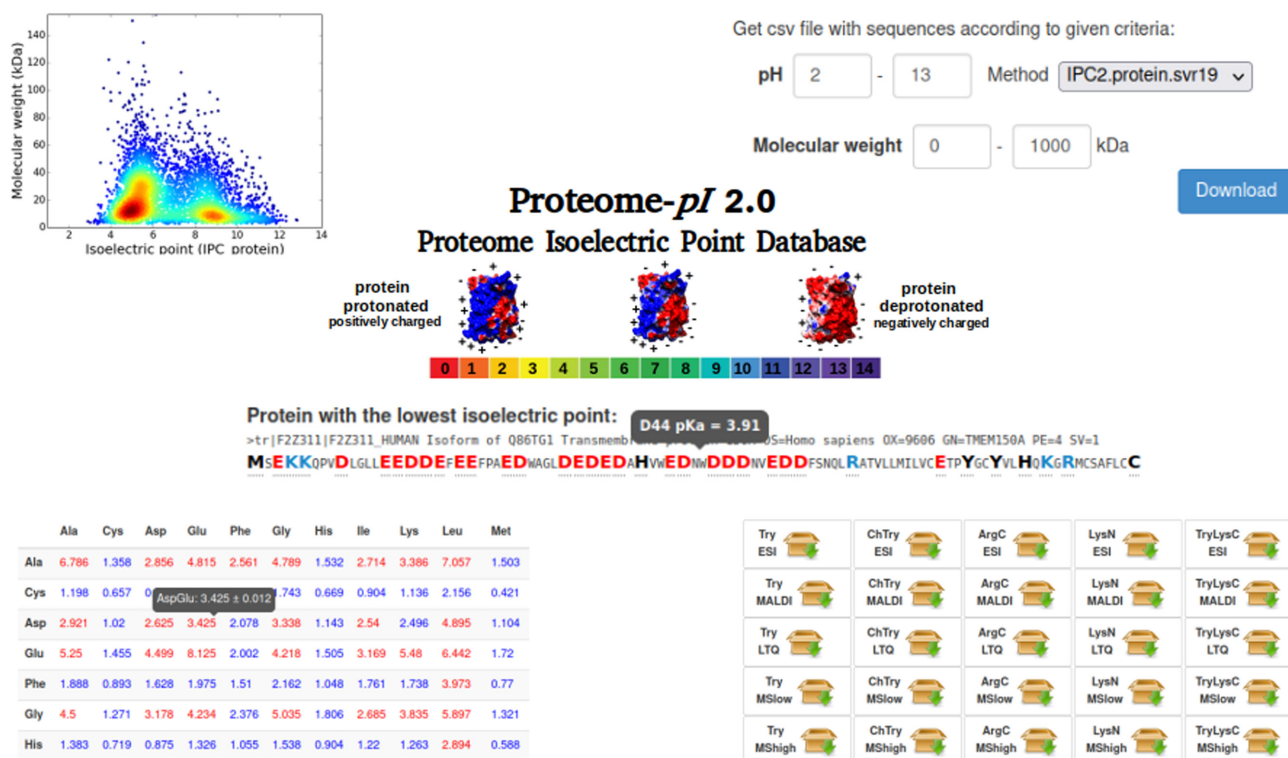 Get csv file with sequences according to given criteria:
pH 2 - 13 Method IPC2.protein.svr19
Molecular weight 0 - 1000 kDa
Download
Molecular weight (kDa)
140
120
100
80
60
40
20
0
2 4 6 8 10 12 14
Isoelectric point (IPC_protein)
Proteome-pI 2.0
Proteome Isoelectric Point Database
protein
protonated
positively charged
protein
deprotonated
negatively charged
0 1 2 3 4 5 6 7 8 9 10 11 12 13 14
Protein with the lowest isoelectric point:
D44 pKa = 3.91
>tr|F2Z311|F2Z311_HUMAN Isoform of Q86TG1 Transmembr OS=Homo sapiens OX=9606 GN=TMEM150A PE=4 SV=1
MSEKKQPVDLGLLEEDDEFEEFPAEDWAGLDEDEDAHVWEDNWDDDNVEDDFSNQLRATVLLMILVCETPYGCYVLHQKGRMCSAFLCC
Ala Cys Asp Glu Phe Gly His Ile Lys Leu Met
Ala 6.786 1.358 2.856 4.815 2.561 4.789 1.532 2.714 3.386 7.057 1.503
Cys 1.198 0.657 .743 0.669 0.904 1.136 2.156 0.421
AspGlu: 3.425 ± 0.012
Asp 2.921 1.02 2.625 3.425 2.078 3.338 1.143 2.54 2.496 4.895 1.104
Glu 5.25 1.455 4.499 8.125 2.002 4.218 1.505 3.169 5.48 6.442 1.72
Phe 1.888 0.893 1.628 1.975 1.51 2.162 1.048 1.761 1.738 3.973 0.77
Gly 4.5 1.271 3.178 4.234 2.376 5.035 1.806 2.685 3.835 5.897 1.321
His 1.383 0.719 0.875 1.326 1.055 1.538 0.904 1.22 1.263 2.894 0.588
Try ChTry ArgC LysN TryLysC
ESI ESI ESI ESI ESI
Try ChTry ArgC LysN TryLysC
MALDI MALDI MALDI MALDI MALDI
Try ChTry ArgC LysN TryLysC
LTQ LTQ LTQ LTQ LTQ
Try ChTry ArgC LysN TryLysC
MSlow MSlow MSlow MSlow MSlow
Try ChTry ArgC LysN TryLysC
MShigh MShigh MShigh MShigh MShigh